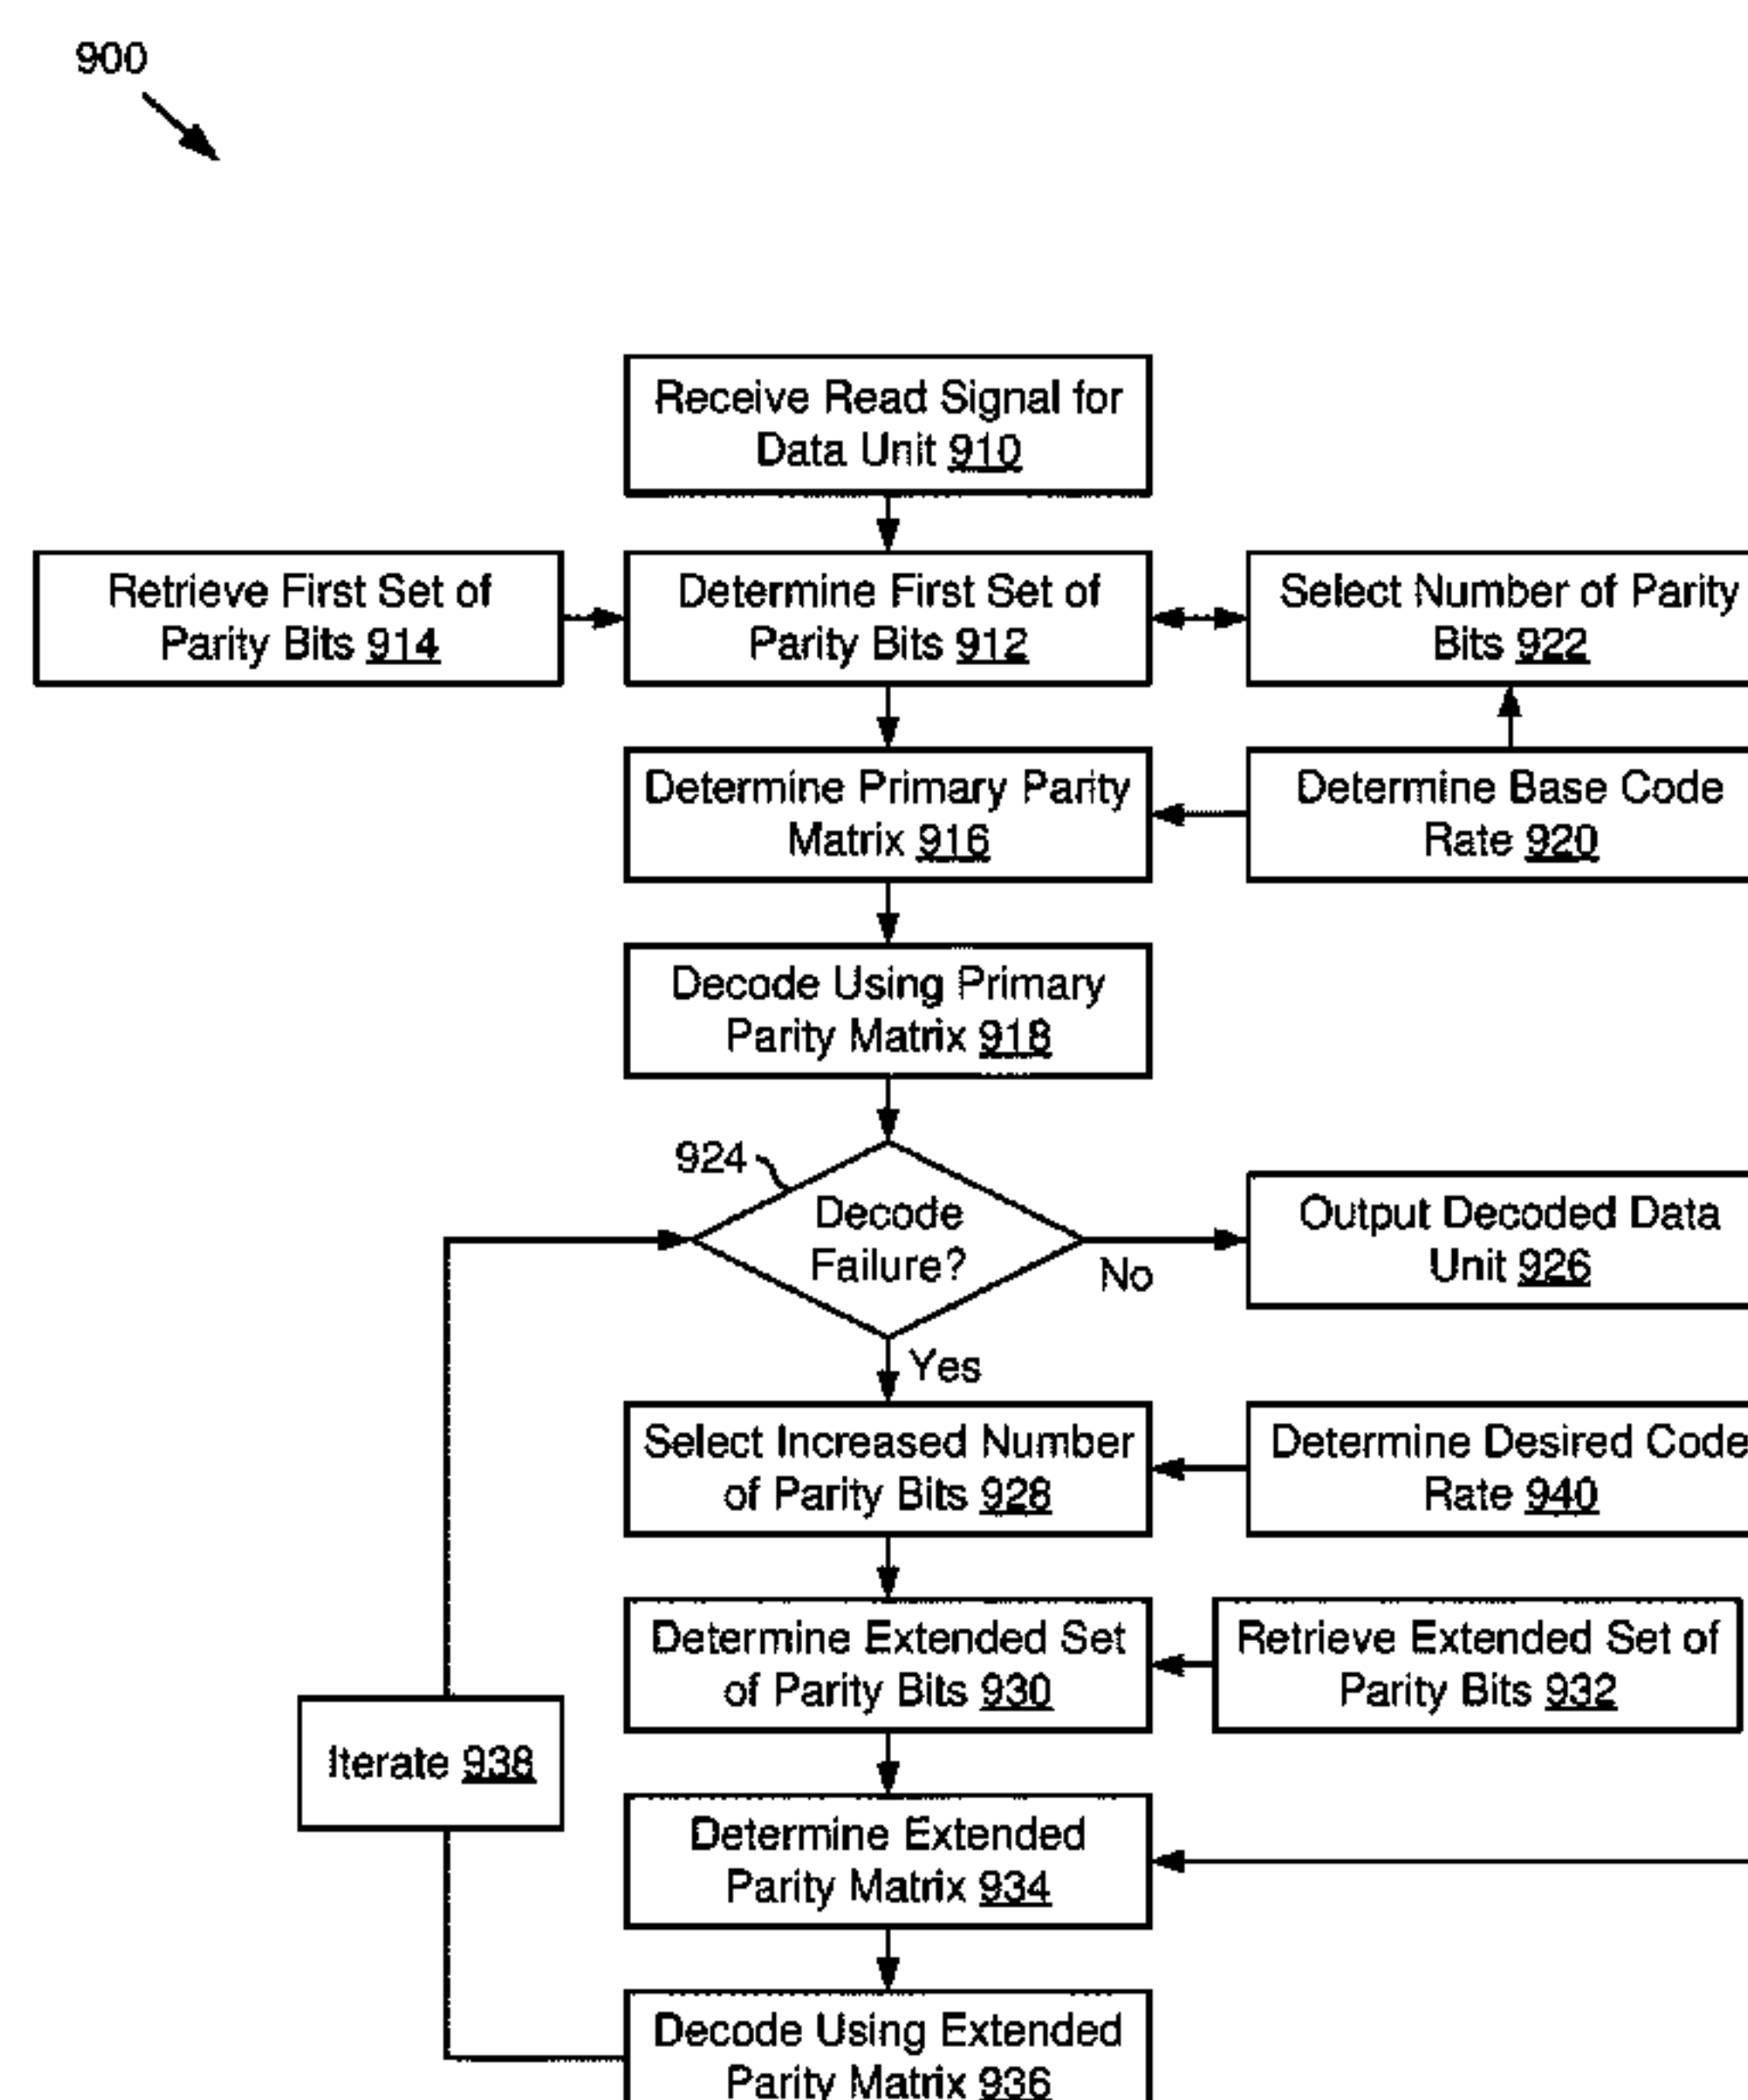 900
Receive Read Signal for
Data Unit 910
Retrieve First Set of
Parity Bits 914
Determine First Set of
Parity Bits 912
Select Number of Parity
Bits 922
Determine Primary Parity
Matrix 916
Determine Base Code
Rate 920
Decode Using Primary
Parity Matrix 918
924
Decode
Failure?
No
Output Decoded Data
Unit 926
Yes
Select Increased Number
of Parity Bits 928
Determine Desired Code
Rate 940
Determine Extended Set
of Parity Bits 930
Retrieve Extended Set of
Parity Bits 932
Iterate 938
Determine Extended
Parity Matrix 934
Decode Using Extended
Parity Matrix 936